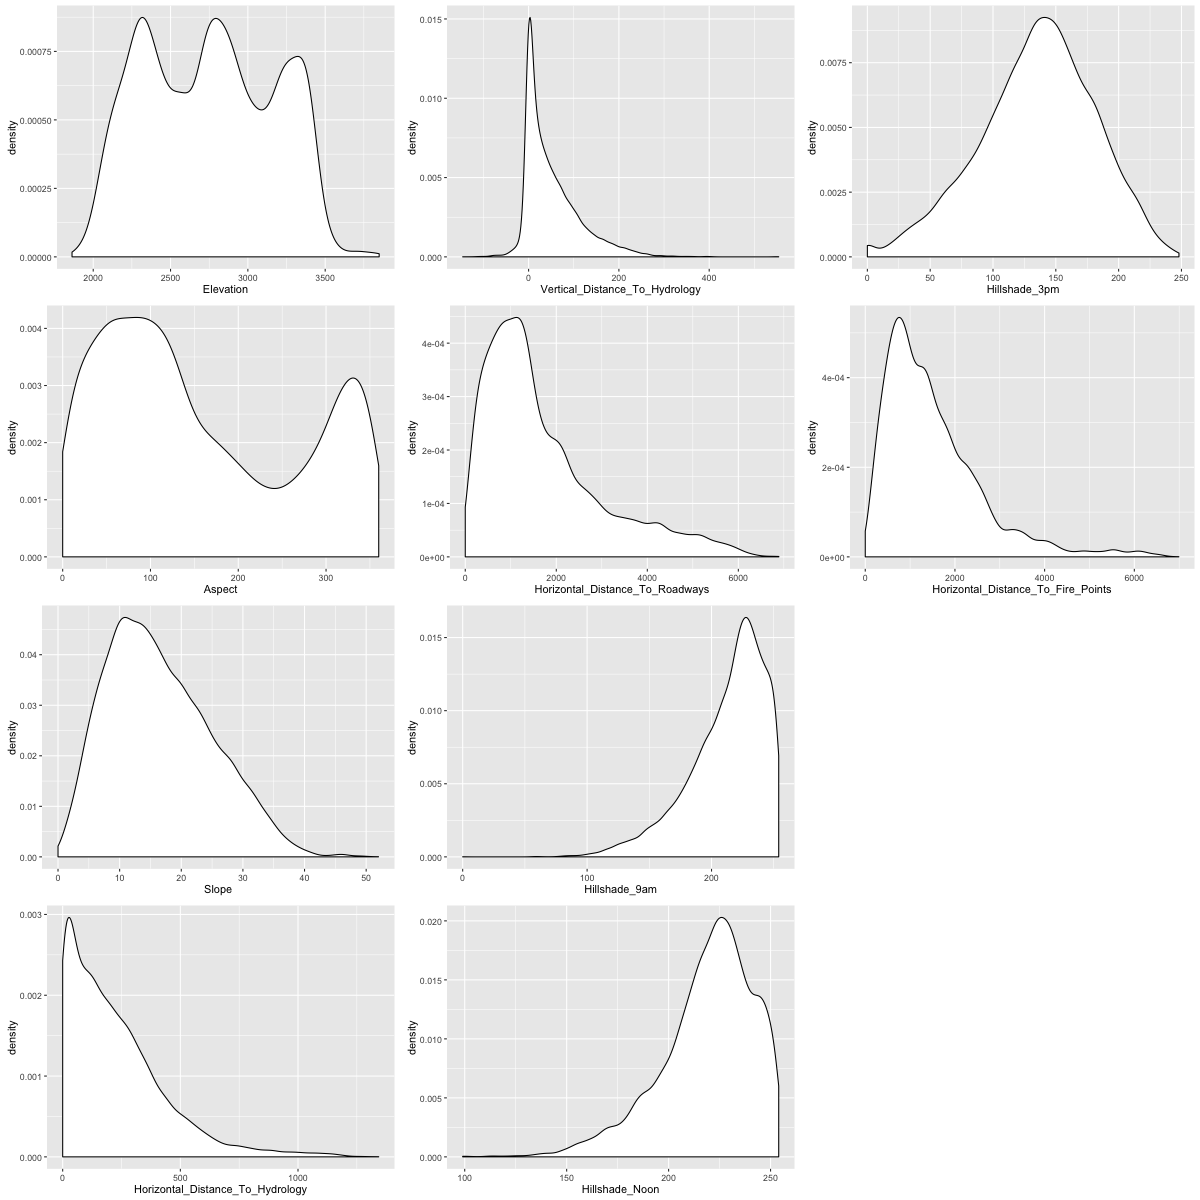 density
0.00075
0.00050
0.00025
0.00000
2000 2500 3000 3500
Elevation
density
0.015
0.010
0.005
0.000
0 200 400
Vertical_Distance_To_Hydrology
density
0.0075
0.0050
0.0025
0.0000
0 50 100 150 200 250
Hillshade_3pm
density
0.004
0.003
0.002
0.001
0.000
0 100 200 300
Aspect
density
4e-04
3e-04
2e-04
1e-04
0e+00
0 2000 4000 6000
Horizontal_Distance_To_Roadways
density
4e-04
2e-04
0e+00
0 2000 4000 6000
Horizontal_Distance_To_Fire_Points
density
0.04
0.03
0.02
0.01
0.00
0 10 20 30 40 50
Slope
density
0.015
0.010
0.005
0.000
0 100 200
Hillshade_9am
density
0.003
0.002
0.001
0.000
0 500 1000
Horizontal_Distance_To_Hydrology
density
0.020
0.015
0.010
0.005
0.000
100 150 200 250
Hillshade_Noon